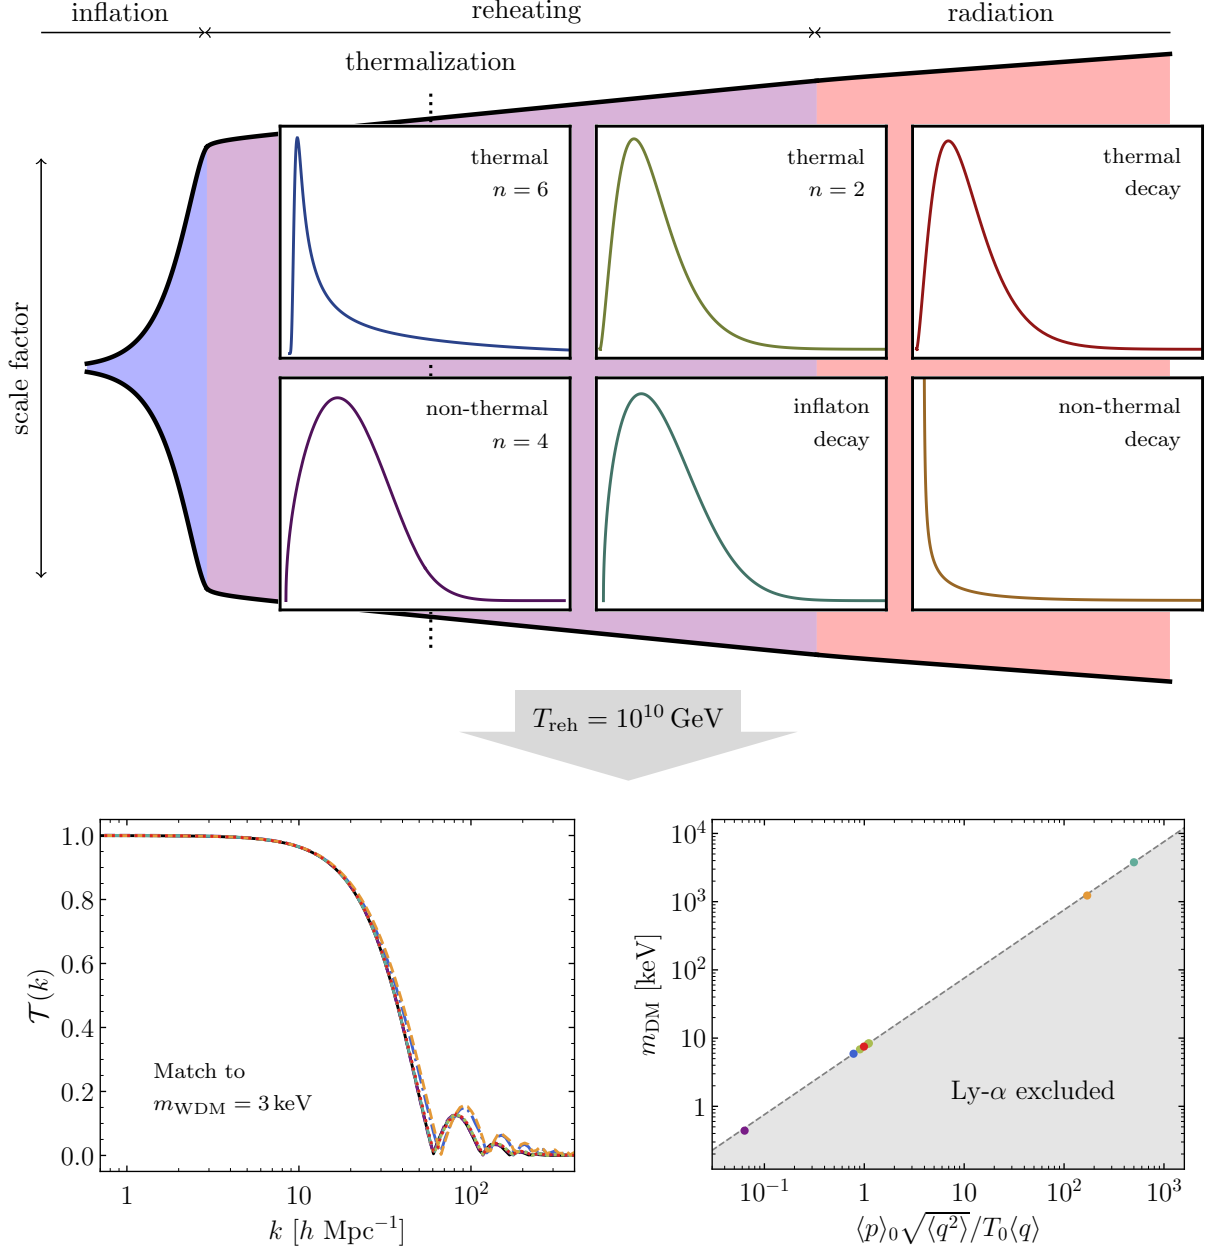 inflation
reheating
radiation
thermalization
scale factor
thermal
n = 6
thermal
n = 2
thermal
decay
non-thermal
n = 4
inflaton
decay
non-thermal
decay
T_reh = 10^10 GeV
1.0
0.8
0.6
0.4
0.2
0.0
𝒯(k)
Match to
m_WDM = 3 keV
1
10
10^2
k [h Mpc^−1]
10^4
10^3
10^2
10
1
m_DM [keV]
Ly-α excluded
10^−1
1
10
10^2
10^3
⟨p⟩_0 √⟨q^2⟩/T_0⟨q⟩